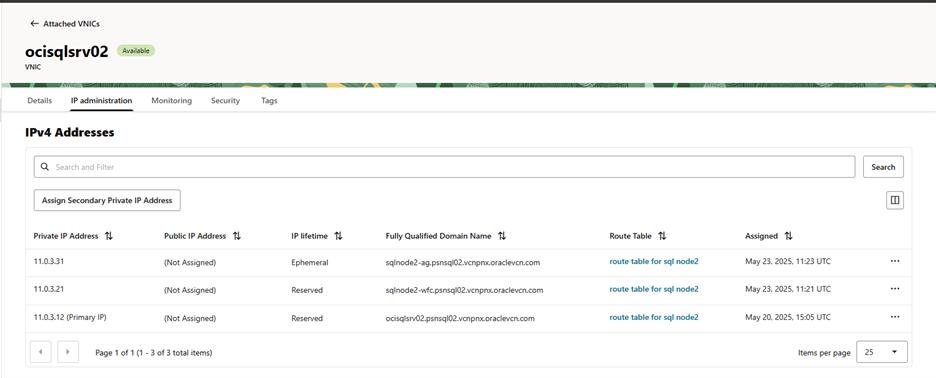 Attached VNICs
ocisqlsrv02 Available
VNIC
Details IP administration Monitoring Security Tags
IPv4 Addresses
Search and Filter Search
Assign Secondary Private IP Address
Private IP Address Public IP Address IP lifetime Fully Qualified Domain Name Route Table Assigned
11.0.3.31 (Not Assigned) Ephemeral sqlnode2-ag.psnsql02.vcnpnx.oraclevcn.com route table for sql node2 May 23, 2025, 11:23 UTC
11.0.3.21 (Not Assigned) Reserved sqlnode2-wfc.psnsql02.vcnpnx.oraclevcn.com route table for sql node2 May 23, 2025, 11:21 UTC
11.0.3.12 (Primary IP) (Not Assigned) Reserved ocisqlsrv02.psnsql02.vcnpnx.oraclevcn.com route table for sql node2 May 20, 2025, 15:05 UTC
Page 1 of 1 (1 - 3 of 3 total items) Items per page 25